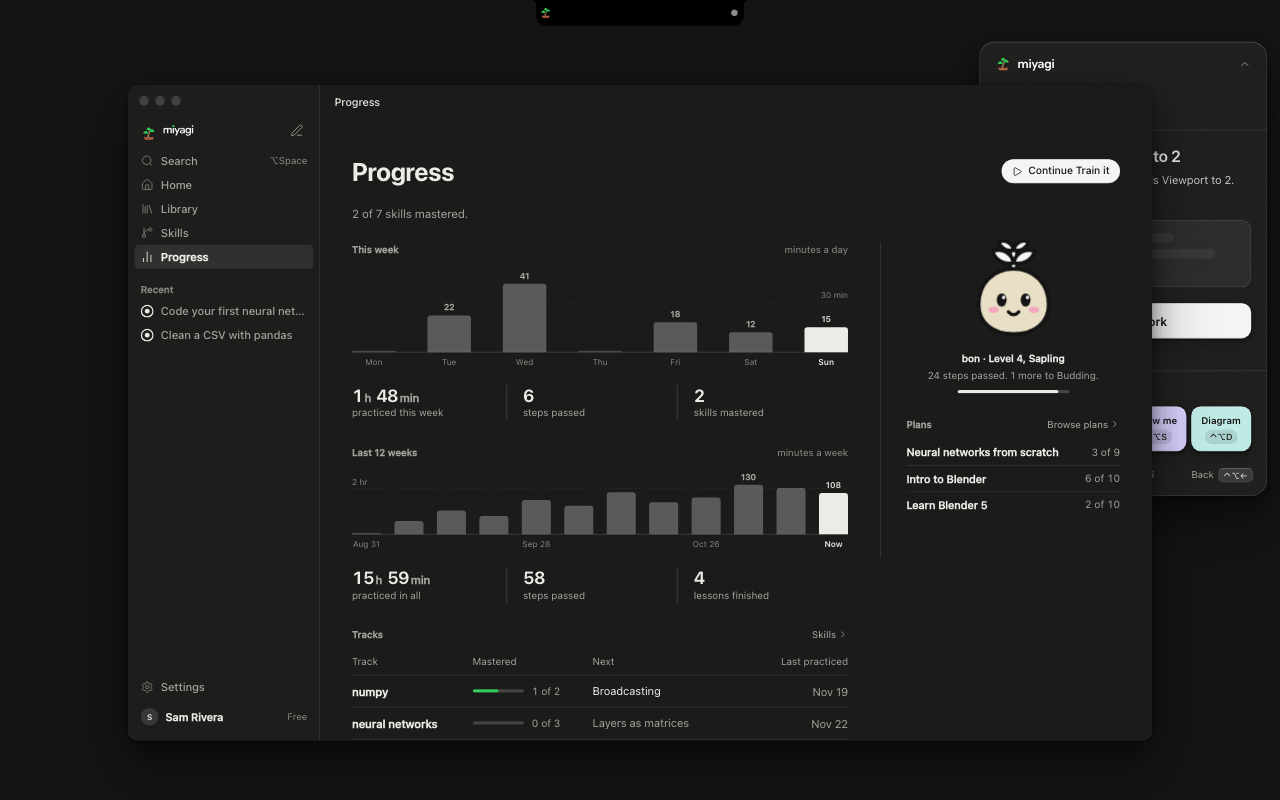 miyagi
Progress
miyagi
Search ⌥Space
Home
Library
Skills
Progress
Recent
Code your first neural net...
Clean a CSV with pandas
Settings
S Sam Rivera Free
Progress
Continue Train it
2 of 7 skills mastered.
This week minutes a day
41
30 min
22
18
15
12
Mon Tue Wed Thu Fri Sat Sun
1h 48min
practiced this week
6
steps passed
2
skills mastered
Last 12 weeks minutes a week
2 hr
130
108
Aug 31 Sep 28 Oct 26 Now
15h 59min
practiced in all
58
steps passed
4
lessons finished
Tracks Skills
Track Mastered Next Last practiced
numpy 1 of 2 Broadcasting Nov 19
neural networks 0 of 3 Layers as matrices Nov 22
bon · Level 4, Sapling
24 steps passed. 1 more to Budding.
Plans Browse plans
Neural networks from scratch 3 of 9
Intro to Blender 6 of 10
Learn Blender 5 2 of 10
to 2
Viewport to 2.
me Diagram
⌥S ⌃⌥D
Back ⌃⌥←